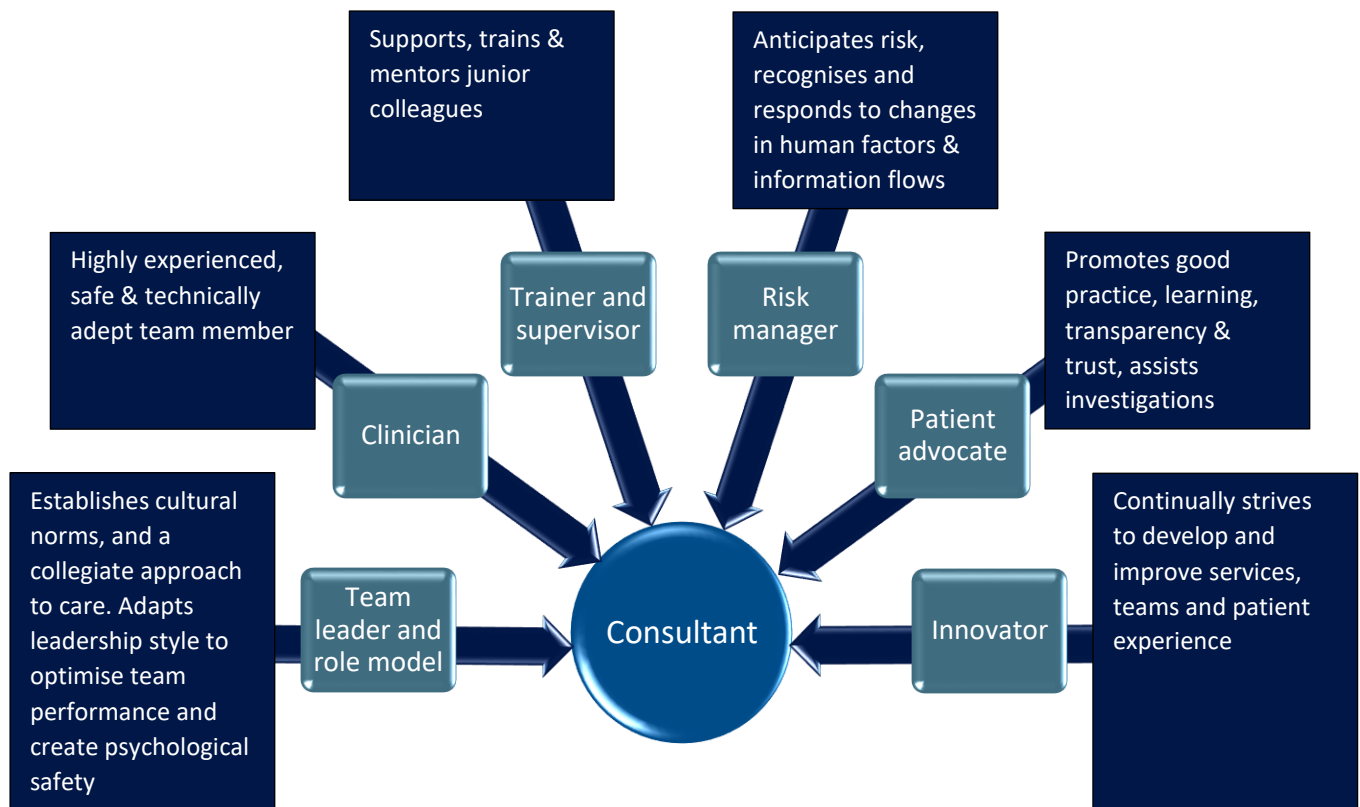 Supports, trains &
mentors junior
colleagues
Anticipates risk,
recognises and
responds to changes
in human factors &
information flows
Highly experienced,
safe & technically
adept team member
Trainer and
supervisor
Risk
manager
Promotes good
practice, learning,
transparency &
trust, assists
investigations
Clinician
Patient
advocate
Establishes cultural
norms, and a
collegiate approach
to care. Adapts
leadership style to
optimise team
performance and
create psychological
safety
Team
leader and
role model
Consultant
Innovator
Continually strives
to develop and
improve services,
teams and patient
experience